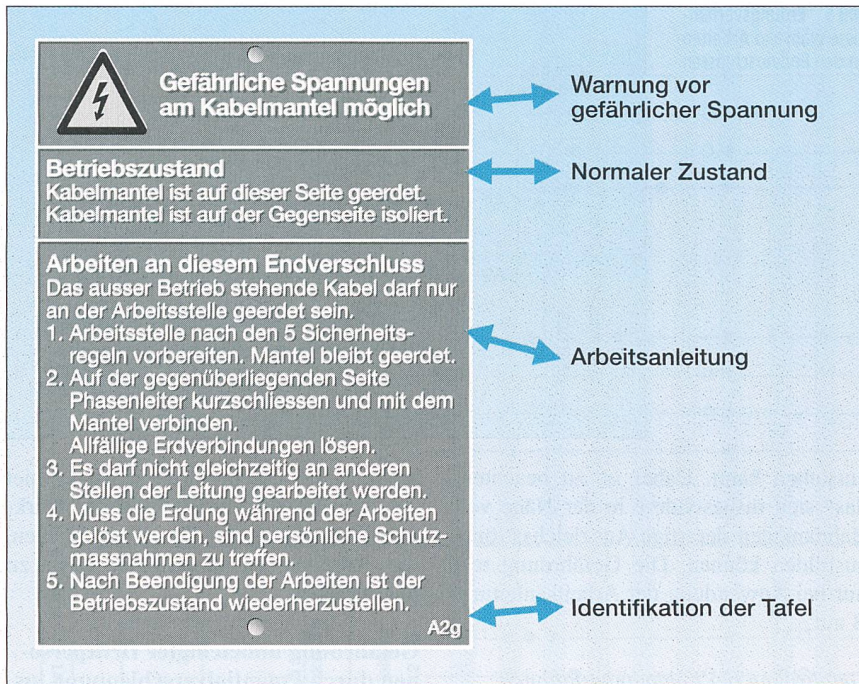 Gefährliche Spannungen
am Kabelmantel möglich
Warnung vor
gefährlicher Spannung
Betriebszustand
Kabelmantel ist auf dieser Seite geerdet.
Kabelmantel ist auf der Gegenseite isoliert.
Normaler Zustand
Arbeiten an diesem Endverschluss
Das ausser Betrieb stehende Kabel darf nur
an der Arbeitsstelle geerdet sein.
1. Arbeitsstelle nach den 5 Sicherheits-
regeln vorbereiten. Mantel bleibt geerdet.
2. Auf der gegenüberliegenden Seite
Phasenleiter kurzschliessen und mit dem
Mantel verbinden.
Allfällige Erdverbindungen lösen.
3. Es darf nicht gleichzeitig an anderen
Stellen der Leitung gearbeitet werden.
4. Muss die Erdung während der Arbeiten
gelöst werden, sind persönliche Schutz-
massnahmen zu treffen.
5. Nach Beendigung der Arbeiten ist der
Betriebszustand wiederherzustellen.
A2g
Arbeitsanleitung
Identifikation der Tafel